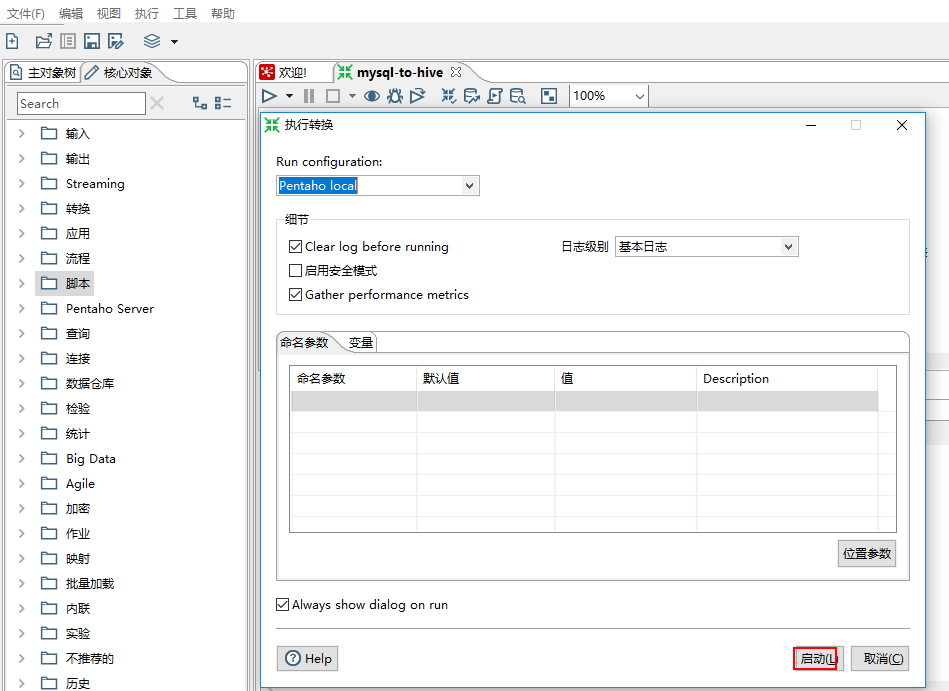 文件(F) 编辑 视图 执行 工具 帮助
主对象树 核心对象
欢迎! mysql-to-hive
100%
Search
输入
输出
Streaming
转换
应用
流程
脚本
Pentaho Server
查询
连接
数据仓库
检验
统计
Big Data
Agile
加密
作业
映射
批量加载
内联
实验
不推荐的
历史
执行转换
Run configuration:
Pentaho local
细节
Clear log before running 日志级别 基本日志
启用安全模式
Gather performance metrics
命名参数 变量
命名参数 默认值 值 Description
位置参数
Always show dialog on run
Help 启动(L 取消(C)